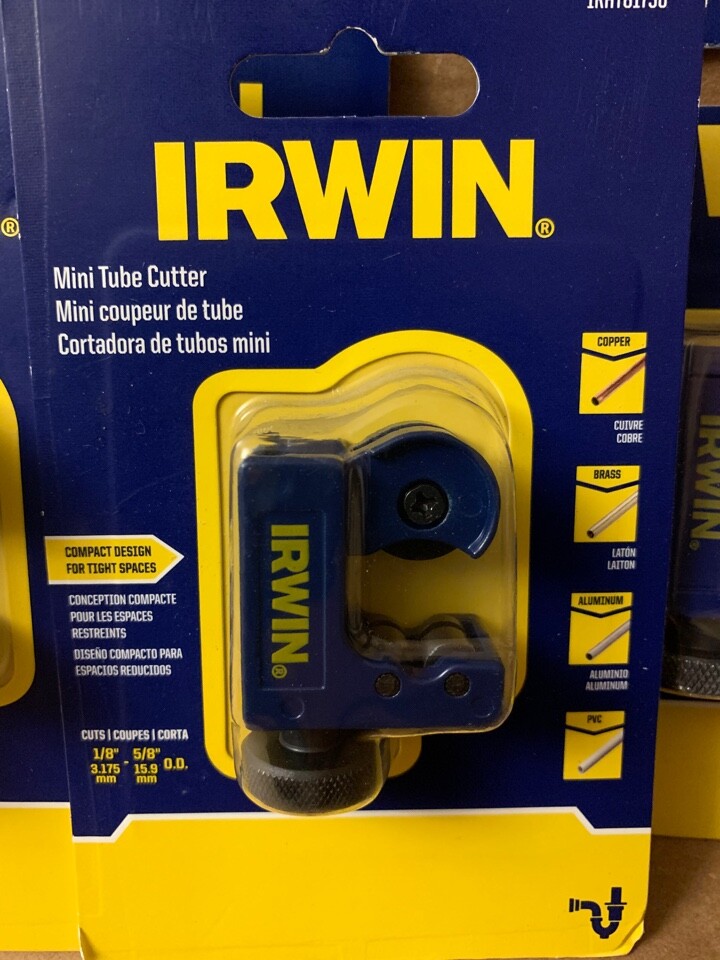 IRWIN®
Mini Tube Cutter
Mini coupeur de tube
Cortadora de tubos mini
COPPER
CUIVRE
COBRE
BRASS
LATÓN
LAITON
COMPACT DESIGN
FOR TIGHT SPACES
CONCEPTION COMPACTE
POUR LES ESPACES
RESTREINTS
DISEÑO COMPACTO PARA
ESPACIOS REDUCIDOS
IRWIN®
ALUMINUM
ALUMINIO
ALUMINUM
PVC
CUTS | COUPES | CORTA
1/8" - 5/8" O.D.
3.175 mm 15.9 mm